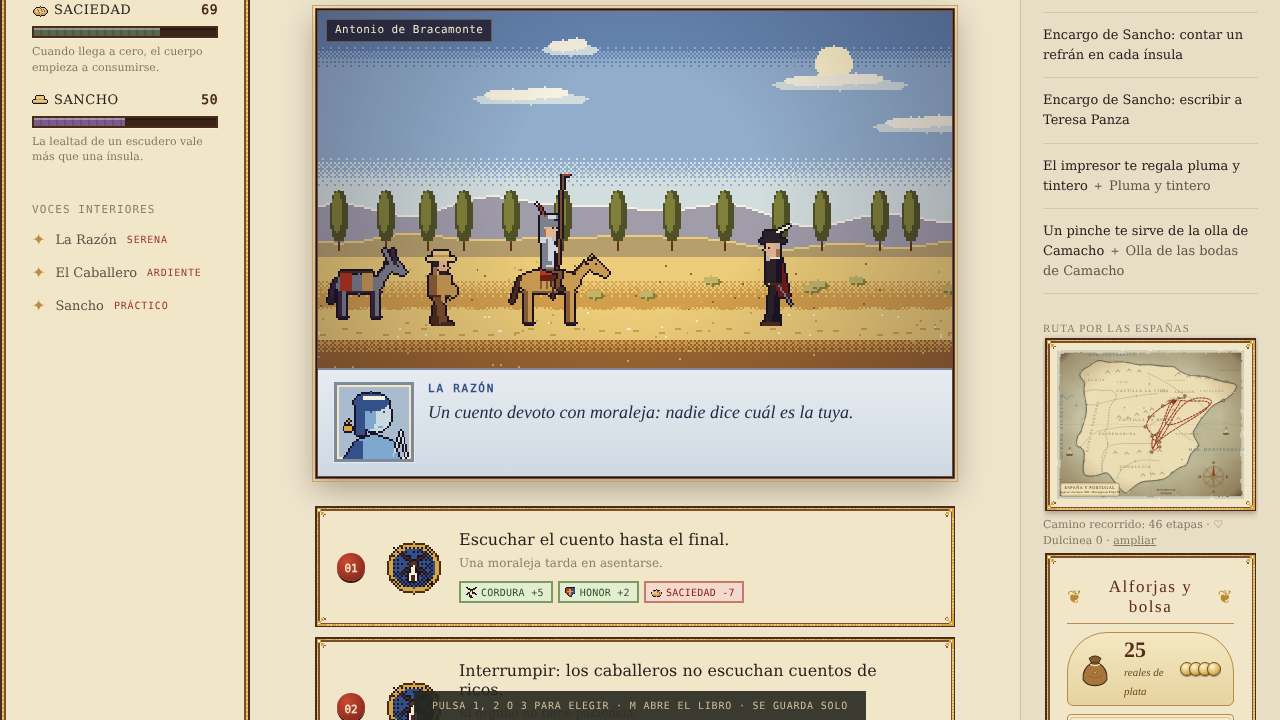 SACIEDAD 69
Cuando llega a cero, el cuerpo
empieza a consumirse.
SANCHO 50
La lealtad de un escudero vale
más que una ínsula.
VOCES INTERIORES
La Razón SERENA
El Caballero ARDIENTE
Sancho PRÁCTICO
Antonio de Bracamonte
LA RAZÓN
Un cuento devoto con moraleja: nadie dice cuál es la tuya.
01
Escuchar el cuento hasta el final.
Una moraleja tarda en asentarse.
CORDURA +5 HONOR +2 SACIEDAD -7
02
Interrumpir: los caballeros no escuchan cuentos de
ricos.
PULSA 1, 2 O 3 PARA ELEGIR · M ABRE EL LIBRO · SE GUARDA SOLO
Encargo de Sancho: contar un
refrán en cada ínsula
Encargo de Sancho: escribir a
Teresa Panza
El impresor te regala pluma y
tintero + Pluma y tintero
Un pinche te sirve de la olla de
Camacho + Olla de las bodas
de Camacho
RUTA POR LAS ESPAÑAS
ESPAÑA Y PORTUGAL
Camino recorrido: 46 etapas · ♡
Dulcinea 0 · ampliar
Alforjas y
bolsa
25
reales de
plata